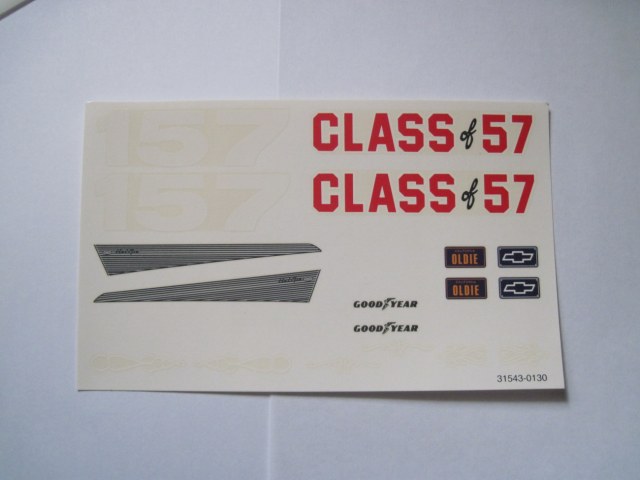 157
CLASS of 57
157
CLASS of 57
OLDIE
OLDIE
GOODYEAR
GOODYEAR
31543-0130